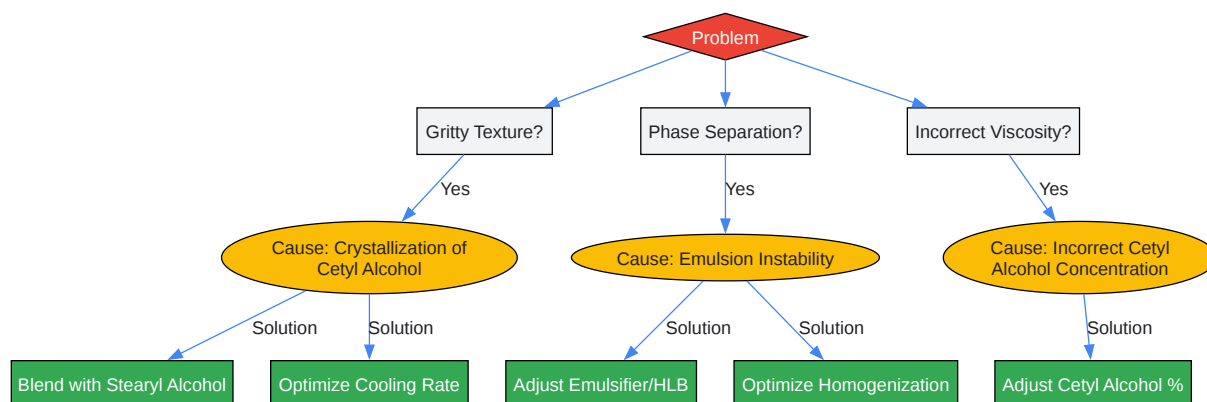 Problem
Gritty Texture?
Phase Separation?
Incorrect Viscosity?
Yes
Yes
Yes
Cause: Crystallization of
Cetyl Alcohol
Cause: Emulsion Instability
Cause: Incorrect Cetyl
Alcohol Concentration
Solution
Solution
Solution
Solution
Solution
Blend with Stearyl Alcohol
Optimize Cooling Rate
Adjust Emulsifier/HLB
Optimize Homogenization
Adjust Cetyl Alcohol %